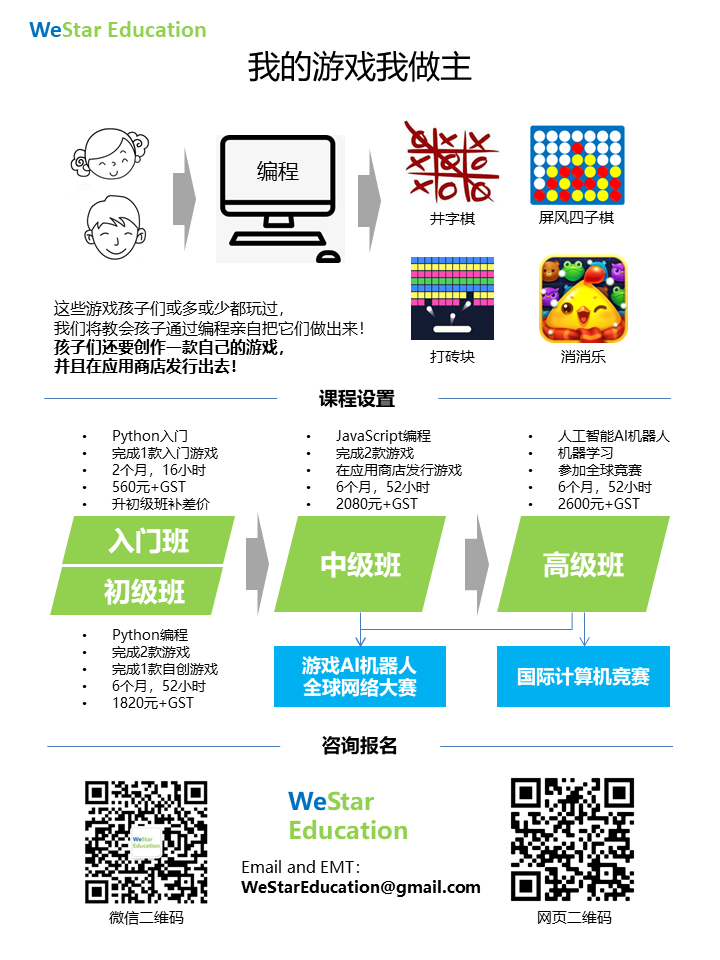 WeStar Education
我的游戏我做主
编程
井字棋
屏风四子棋
打砖块
消消乐
这些游戏孩子们或多或少都玩过，
我们将教会孩子通过编程亲自把它们做出来！
孩子们还要创作一款自己的游戏，
并且在应用商店发行出去！
课程设置
• Python入门
• 完成1款入门游戏
• 2个月，16小时
• 560元+GST
• 升初级班补差价
• JavaScript编程
• 完成2款游戏
• 在应用商店发行游戏
• 6个月，52小时
• 2080元+GST
• 人工智能AI机器人
• 机器学习
• 参加全球竞赛
• 6个月，52小时
• 2600元+GST
入门班
初级班
中级班
高级班
• Python编程
• 完成2款游戏
• 完成1款自创游戏
• 6个月，52小时
• 1820元+GST
游戏AI机器人
全球网络大赛
国际计算机竞赛
咨询报名
WeStar
Education
微信二维码
WeStar
Education
Email and EMT：
WeStarEducation@gmail.com
网页二维码